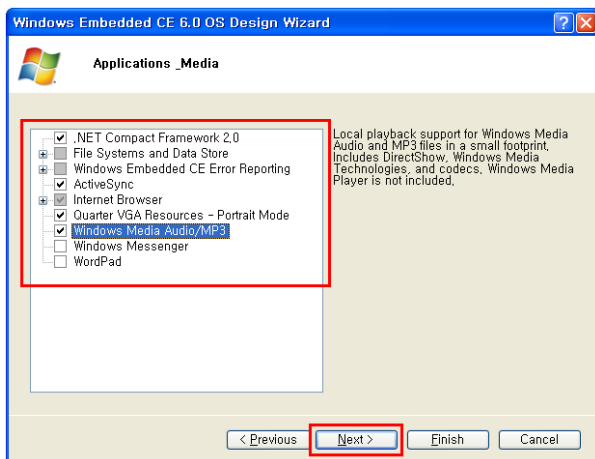 Windows Embedded CE 6.0 OS Design Wizard
Applications _Media
.NET Compact Framework 2.0
File Systems and Data Store
Windows Embedded CE Error Reporting
ActiveSync
Internet Browser
Quarter VGA Resources - Portrait Mode
Windows Media Audio/MP3
Windows Messenger
WordPad
Local playback support for Windows Media
Audio and MP3 files in a small footprint.
Includes DirectShow, Windows Media
Technologies, and codecs. Windows Media
Player is not included.
< Previous
Next >
Finish
Cancel